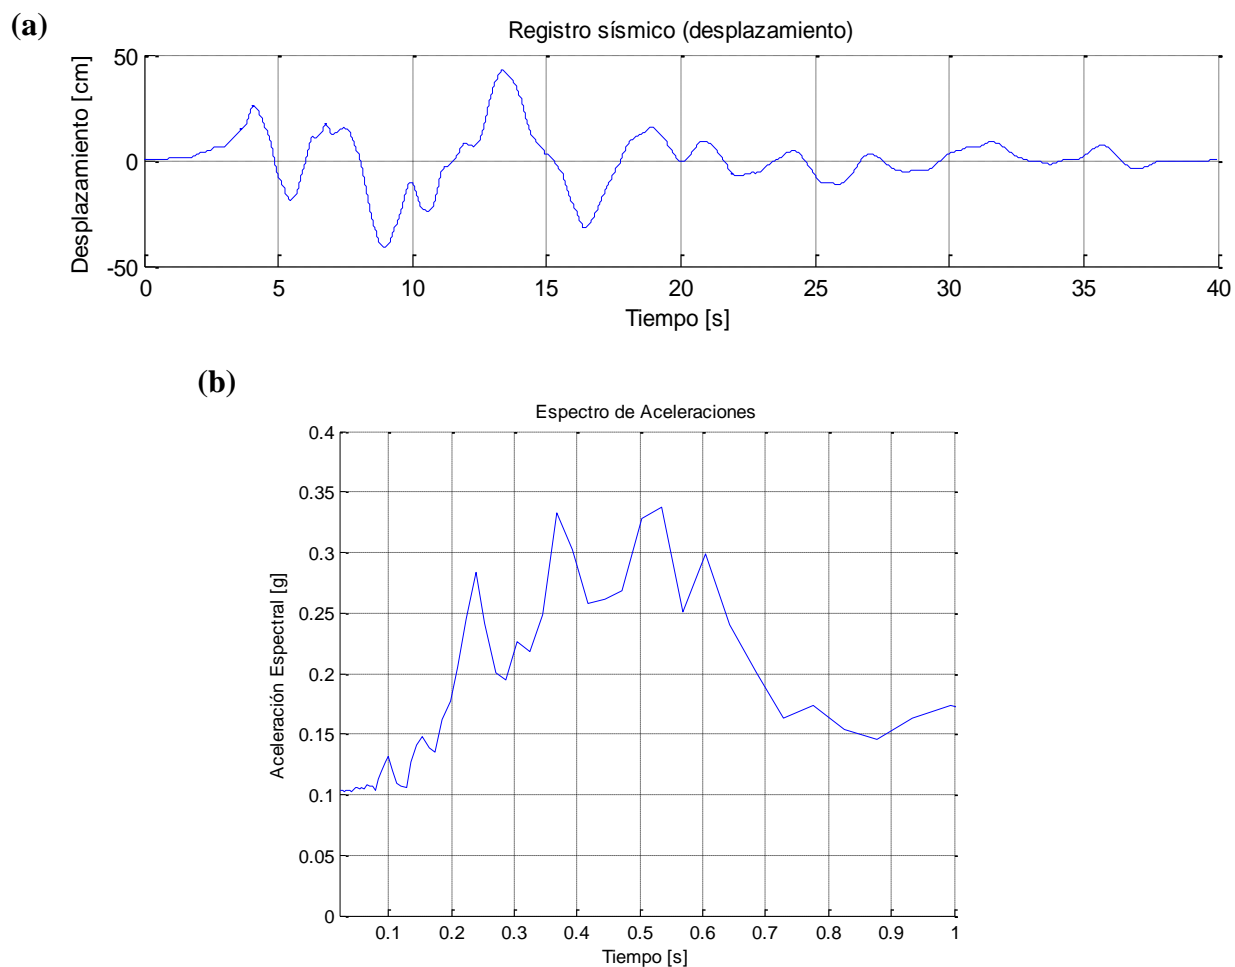 (a)
Registro sísmico (desplazamiento)
Desplazamiento [cm]
50
0
-50
0 5 10 15 20 25 30 35 40
Tiempo [s]
(b)
Espectro de Aceleraciones
Aceleración Espectral [g]
0.4
0.35
0.3
0.25
0.2
0.15
0.1
0.05
0
0.1 0.2 0.3 0.4 0.5 0.6 0.7 0.8 0.9 1
Tiempo [s]